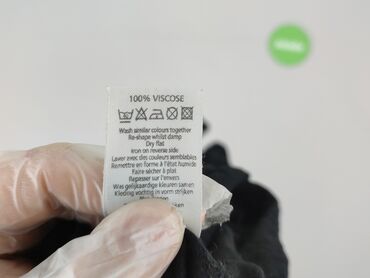 100% VISCOSE
Wash similar colours together
Re-shape whilst damp
Dry flat
Iron on reverse side
Laver avec des couleurs semblables
Remettre en forme à l'état humide
Faire sécher à plat
Repasser sur l'envers
Was gelijkaardige kleuren samen
Kleding vochtig in vorm strijken